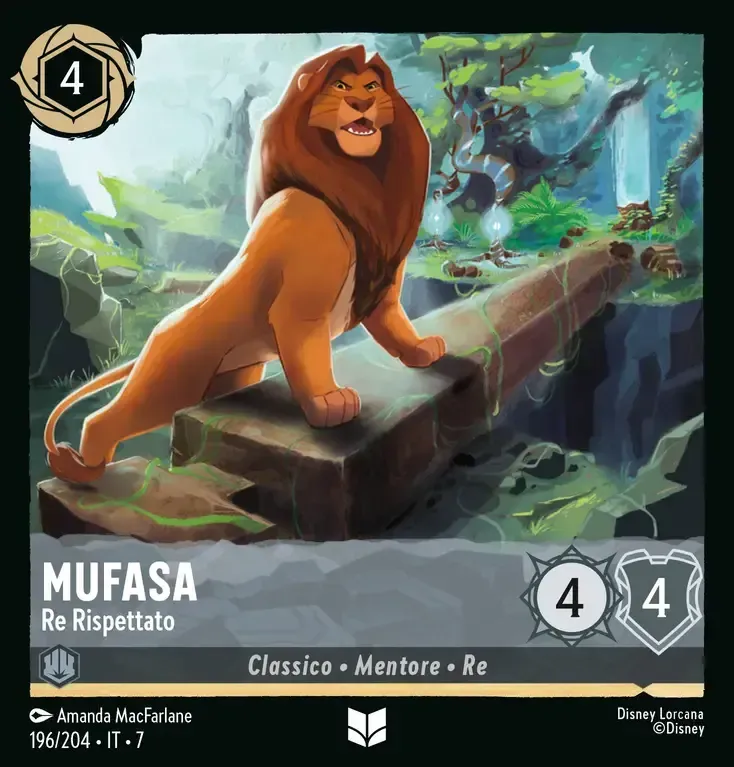 4
MUFASA
Re Rispettato
4 4
Classico • Mentore • Re
Amanda MacFarlane
196/204 • IT • 7
Disney Lorcana
©Disney